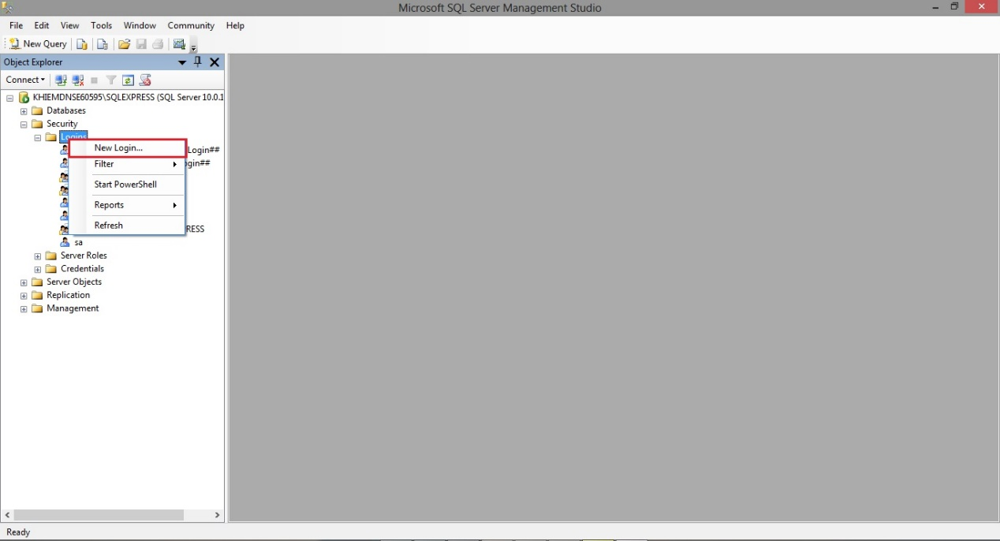 Microsoft SQL Server Management Studio
File Edit View Tools Window Community Help
New Query
Object Explorer
Connect
KHIEMDNSE60595\SQLEXPRESS (SQL Server 10.0.1
Databases
Security
Logins
New Login...
Login##
Filter
gin##
Start PowerShell
Reports
Refresh
RESS
sa
Server Roles
Credentials
Server Objects
Replication
Management
Ready